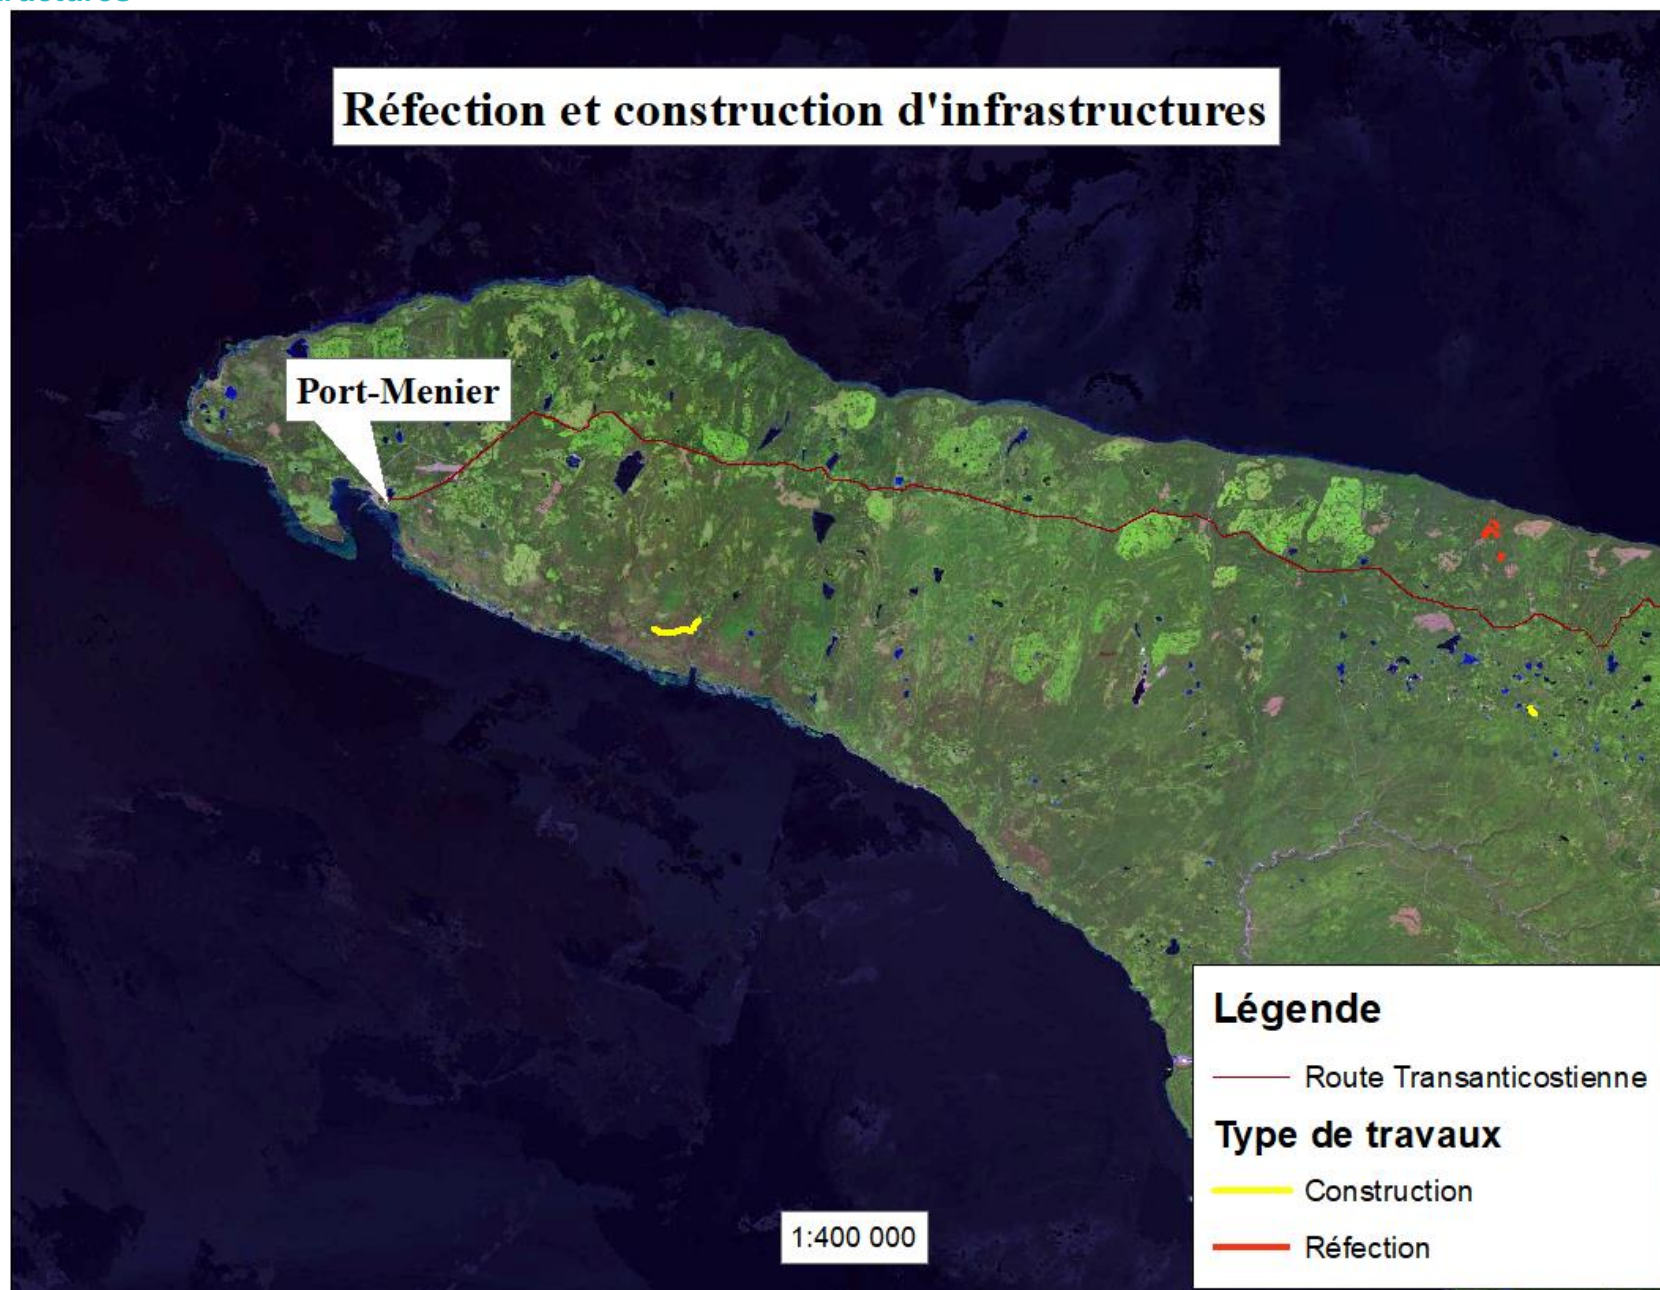 Réfection et construction d'infrastructures
Port-Menier
Légende
Route Transanticostienne
Type de travaux
Construction
Réfection
1:400 000